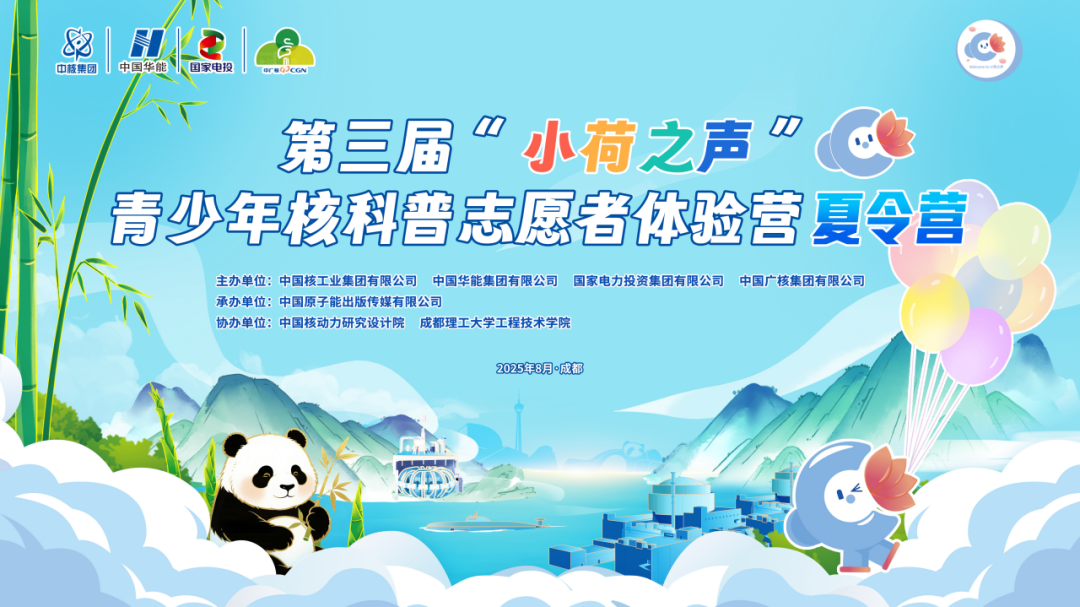 中核集团
中国华能
国家电投
中广核 CGN
第三届“小荷之声”
青少年核科普志愿者体验营夏令营
主办单位：中国核工业集团有限公司 中国华能集团有限公司 国家电力投资集团有限公司 中国广核集团有限公司
承办单位：中国原子能出版传媒有限公司
协办单位：中国核动力研究设计院 成都理工大学工程技术学院
2025年8月·成都